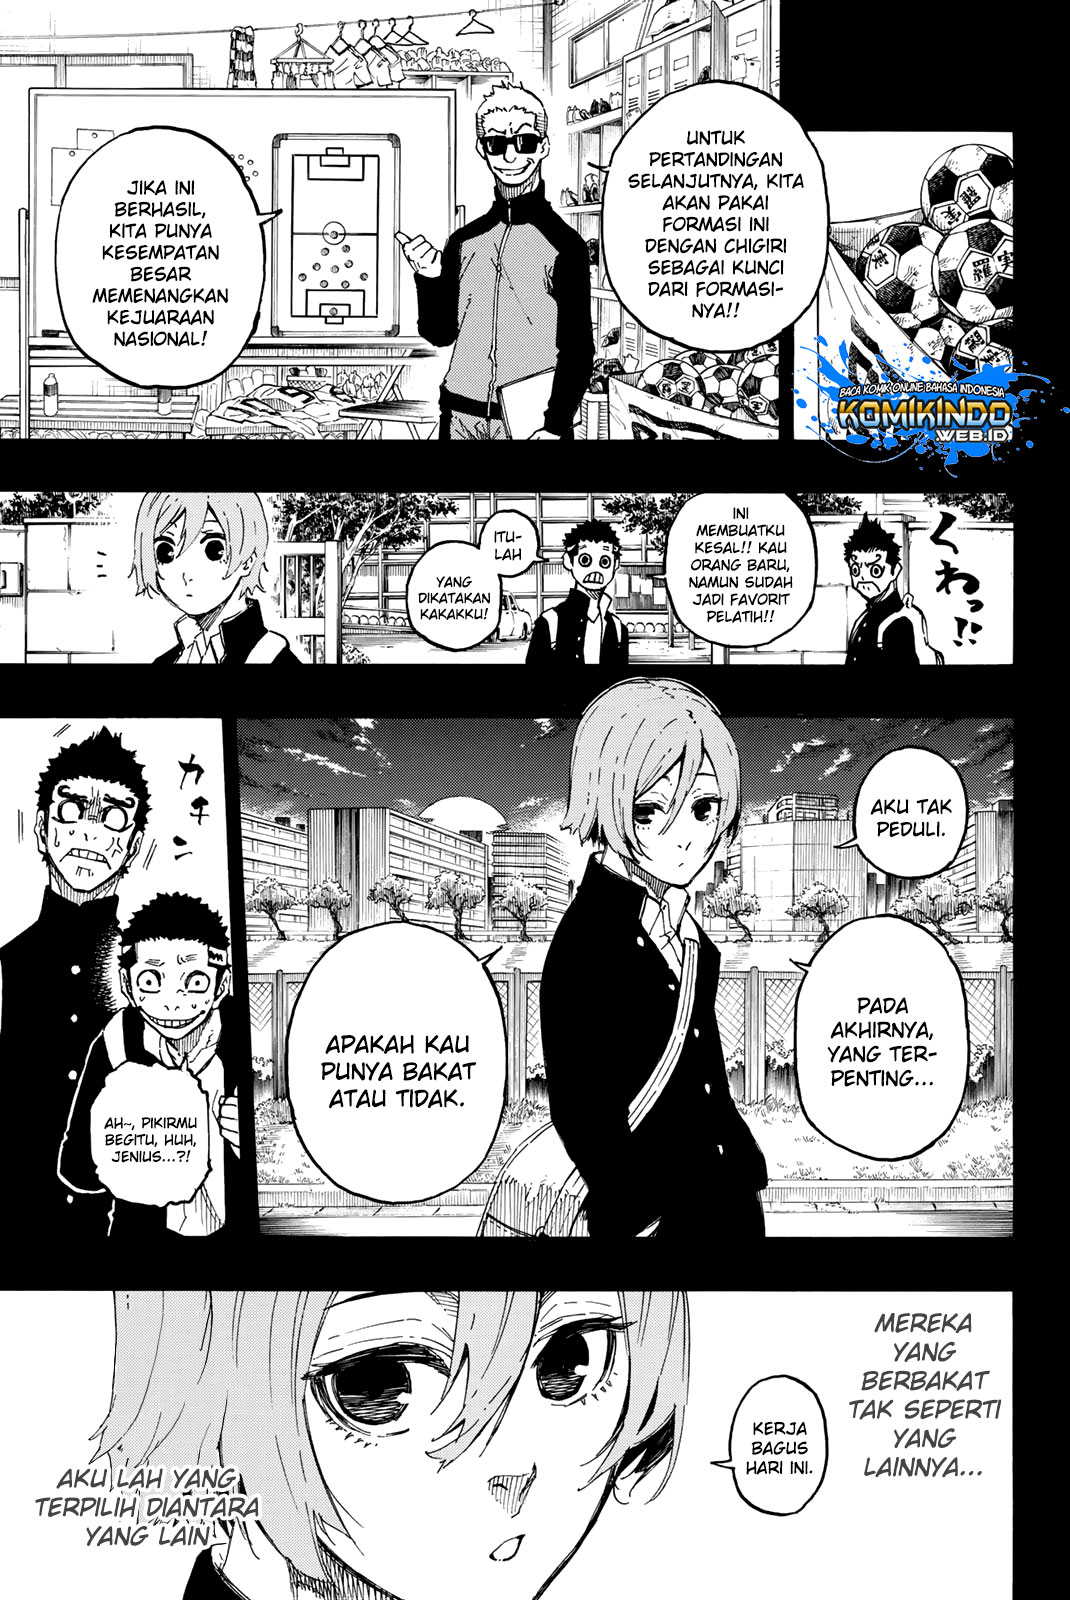 UNTUK
PERTANDINGAN
SELANJUTNYA, KITA
AKAN PAKAI
FORMASI INI
DENGAN CHIGIRI
SEBAGAI KUNCI
DARI FORMASI-
NYA!!
JIKA INI
BERHASIL,
KITA PUNYA
KESEMPATAN
BESAR
MEMENANGKAN
KEJUARAAN
NASIONAL!
BACA KOMIK ONLINE BAHASA INDONESIA
KOMIKINDO
WEB.ID
くわっ!!
INI
MEMBUATKU
KESAL!! KAU
ORANG BARU,
NAMUN SUDAH
JADI FAVORIT
PELATIH!!
ITU-
LAH
YANG
DIKATAKAN
KAKAKKU!
AKU TAK
PEDULI.
PADA
AKHIRNYA,
YANG TER-
PENTING...
APAKAH KAU
PUNYA BAKAT
ATAU TIDAK.
カチン
AH~, PIKIRMU
BEGITU, HUH,
JENIUS...?!
MEREKA
YANG
BERBAKAT
TAK SEPERTI
YANG
LAINNYA...
KERJA
BAGUS
HARI INI.
AKU LAH YANG
TERPILIH DIANTARA
YANG LAIN